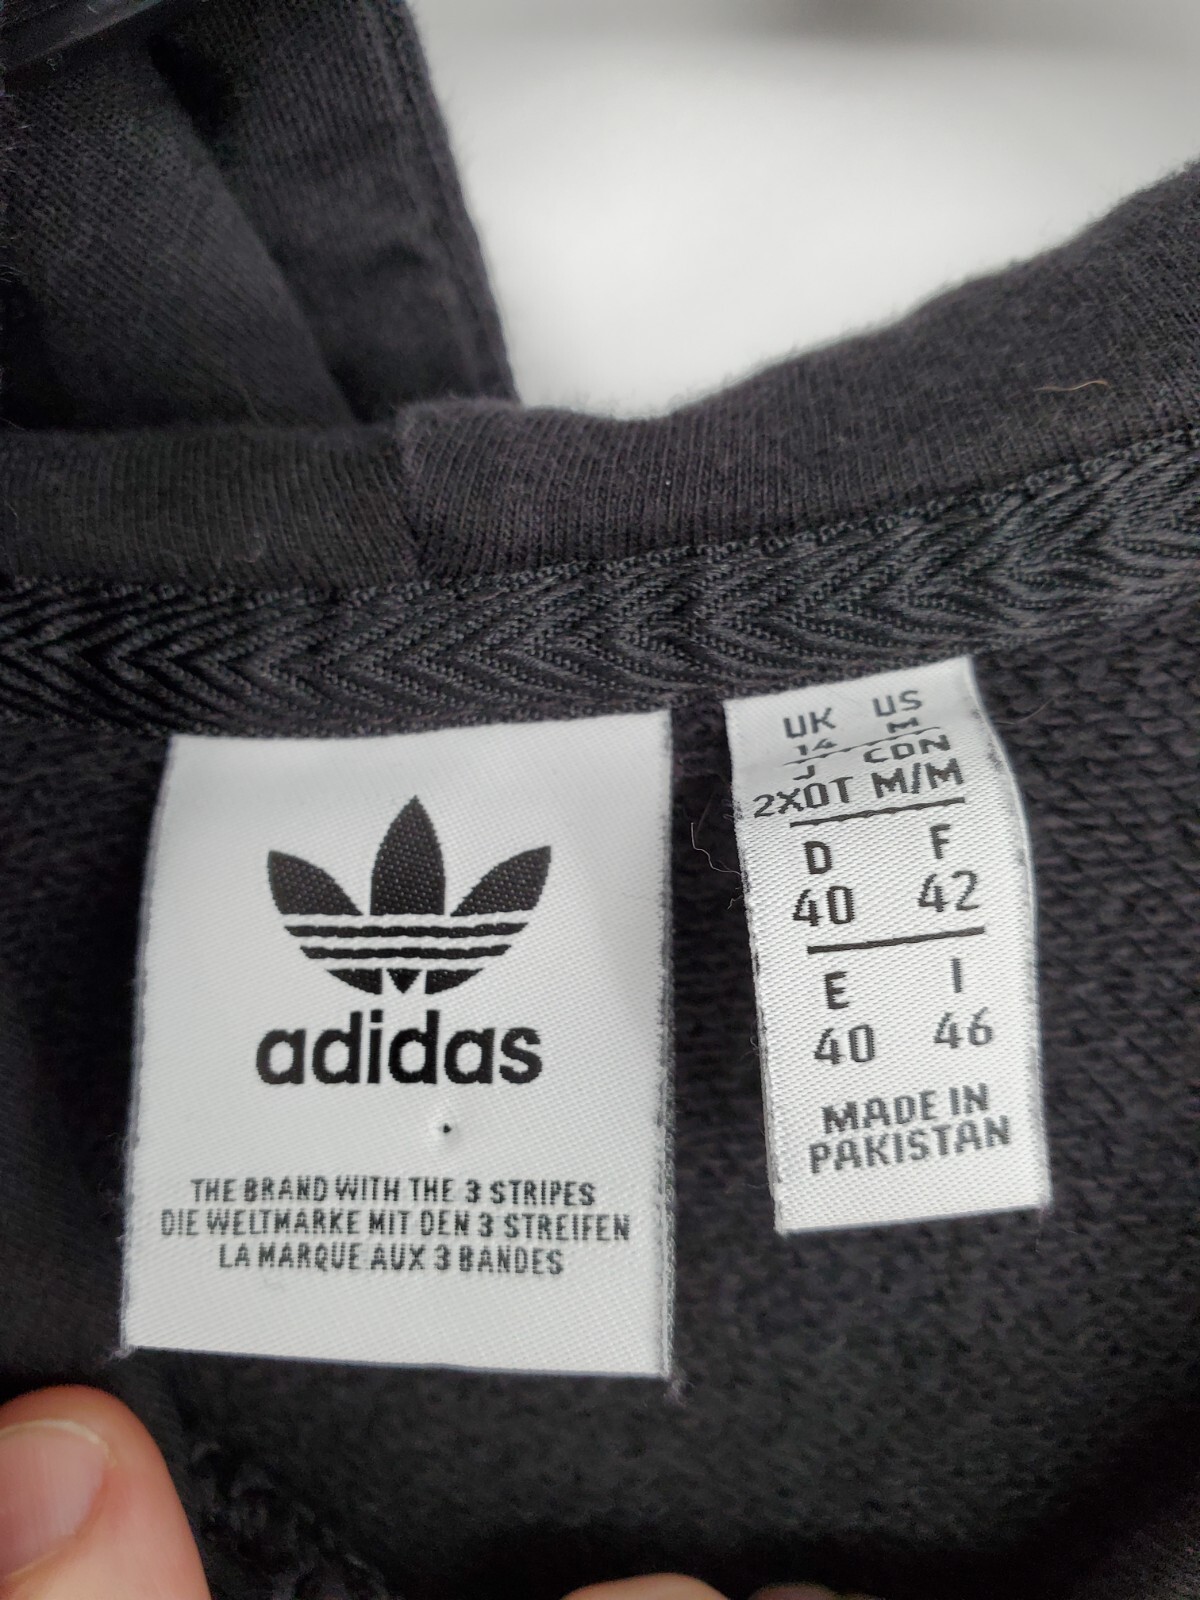 adidas
THE BRAND WITH THE 3 STRIPES
DIE WELTMARKE MIT DEN 3 STREIFEN
LA MARQUE AUX 3 BANDES
UK US
14 M
J CDN
2XOT M/M
D F
40 42
E I
40 46
MADE IN
PAKISTAN